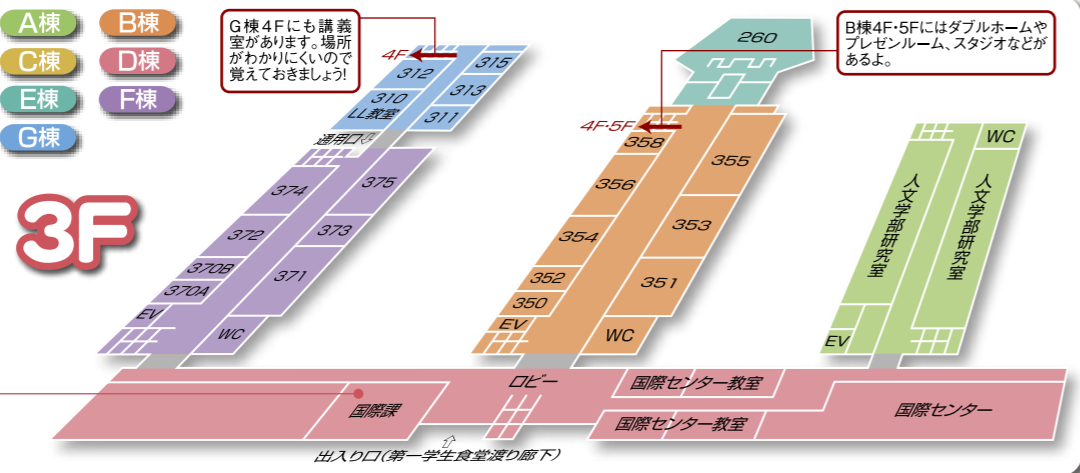 A棟
B棟
C棟
D棟
E棟
F棟
G棟
3F
G棟4Fにも講義
室があります。場所
がわかりにくいので
覚えておきましょう!
B棟4F・5Fにはダブルホームや
プレゼンルーム、スタジオなどが
あるよ。
4F
312
315
310
LL教室
313
311
通用口
374
375
372
373
370B
370A
371
EV
WC
260
4F・5F
358
355
356
354
353
352
351
350
EV
WC
WC
人文学部研究室
人文学部研究室
EV
ロビー
国際センター教室
国際課
国際センター教室
国際センター
出入り口(第一学生食堂渡り廊下)